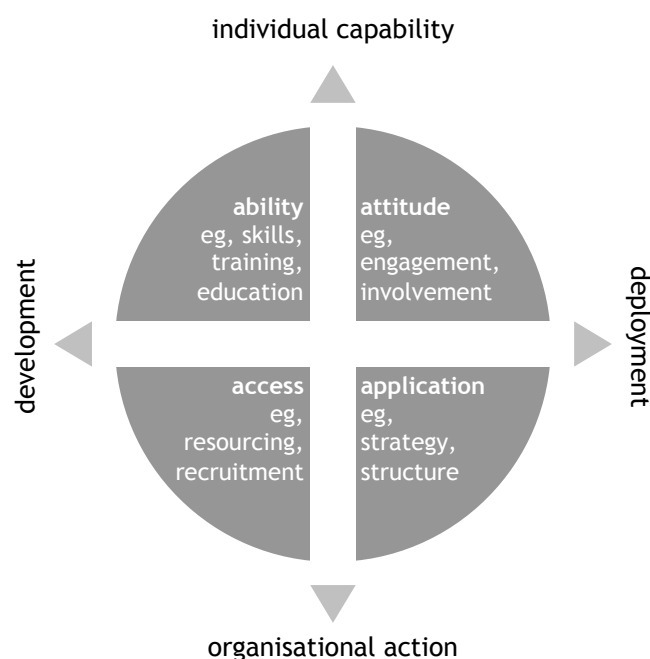 individual capability
ability
eg, skills,
training,
education
attitude
eg,
engagement,
involvement
development
deployment
access
eg,
resourcing,
recruitment
application
eg,
strategy,
structure
organisational action